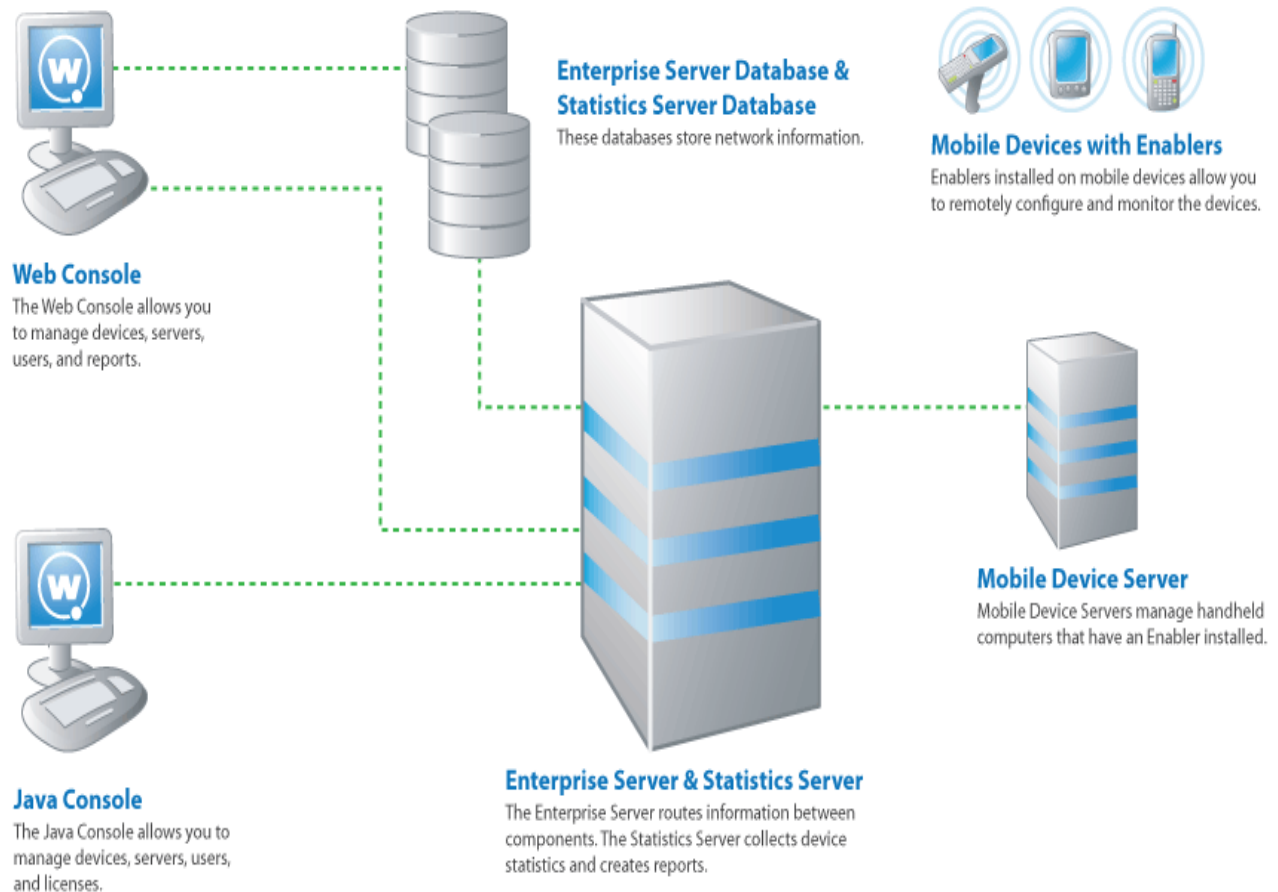 W
Enterprise Server Database &
Statistics Server Database
These databases store network information.
Mobile Devices with Enablers
Enablers installed on mobile devices allow you
to remotely configure and monitor the devices.
Web Console
The Web Console allows you
to manage devices, servers,
users, and reports.
Mobile Device Server
Mobile Device Servers manage handheld
computers that have an Enabler installed.
W
Java Console
The Java Console allows you to
manage devices, servers, users,
and licenses.
Enterprise Server & Statistics Server
The Enterprise Server routes information between
components. The Statistics Server collects device
statistics and creates reports.